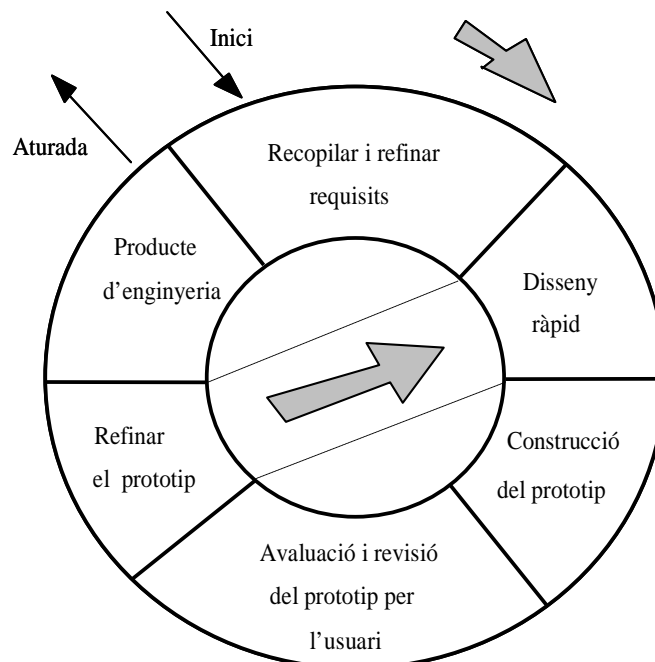 Inici
Aturada
Recopilar i refinar
requisits
Disseny
ràpid
Construcció
del prototip
Avaluació i revisió
del prototip per
l'usuari
Refinar
el prototip
Producte
d'enginyeria